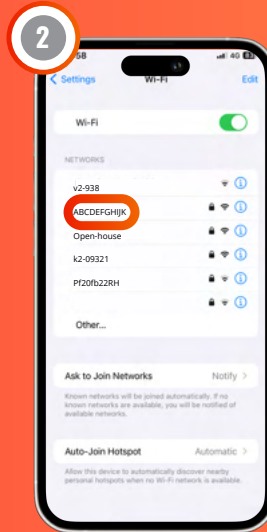 2
:58
4G
Settings
Wi-Fi
Edit
Wi-Fi
NETWORKS
v2-938
ABCDEFGHIJK
Open-house
k2-09321
Pf20fb22RH
Other...
Ask to Join Networks
Notify
Known networks will be joined automatically. If no
known networks are available, you will be notified of
available networks.
Auto-Join Hotspot
Automatic
Allow this device to automatically discover nearby
personal hotspots when no Wi-Fi network is available.